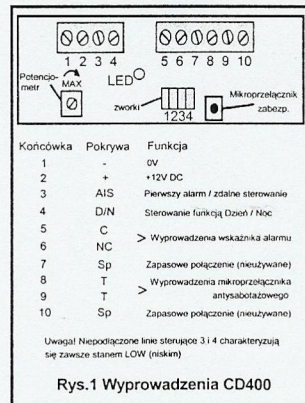 1 2 3 4 5 6 7 8 9 10
Potencjo-
metr
MAX
LED
zworki
1234
Mikroprzełącznik
zabezp.
Końcówka Pokrywa Funkcja
1 - 0V
2 + +12V DC
3 AIS Pierwszy alarm / zdalne sterowanie
4 D/N Sterowanie funkcją Dzień / Noc
5 C
> Wyprowadzenia wskaźnika alarmu
6 NC
7 Sp Zapasowe połączenie (nieużywane)
8 T Wyprowadzenia mikroprzełącznika
>
9 T antysabotażowego
10 Sp Zapasowe połączenie (nieużywane)
Uwaga! Niepodłączone linie sterujące 3 i 4 charakteryzują
się zawsze stanem LOW (niskim)
Rys.1 Wyprowadzenia CD400